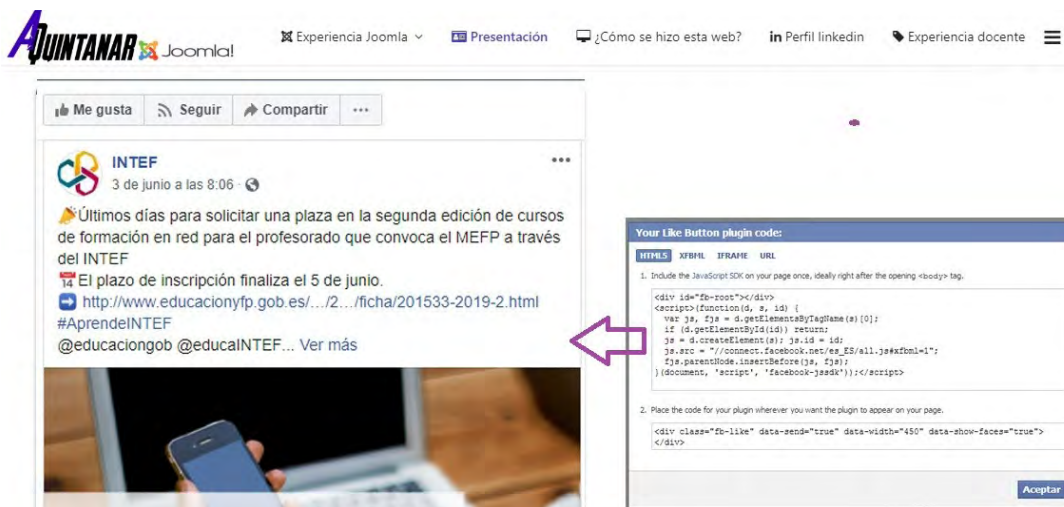 AQUINTANAR Joomla!
Experiencia Joomla
Presentación
¿Cómo se hizo esta web?
in Perfil linkedin
Experiencia docente
Me gusta
Seguir
Compartir
INTEF
3 de junio a las 8:06 ·
Últimos días para solicitar una plaza en la segunda edición de cursos
de formación en red para el profesorado que convoca el MEFP a través
del INTEF
El plazo de inscripción finaliza el 5 de junio.
http://www.educacionyfp.gob.es/…/2…/ficha/201533-2019-2.html
#AprendeINTEF
@educaciongob @educaINTEF... Ver más
Your Like Button plugin code:
HTML5 XFBML IFRAME URL
1. Include the JavaScript SDK on your page once, ideally right after the opening <body> tag.
<div id="fb-root"></div>
<script>(function(d, s, id) {
var js, fjs = d.getElementsByTagName(s)[0];
if (d.getElementById(id)) return;
js = d.createElement(s); js.id = id;
js.src = "//connect.facebook.net/es_ES/all.js#xfbml=1";
fjs.parentNode.insertBefore(js, fjs);
}(document, 'script', 'facebook-jssdk'));</script>
2. Place the code for your plugin wherever you want the plugin to appear on your page.
<div class="fb-like" data-send="true" data-width="450" data-show-faces="true">
</div>
Aceptar